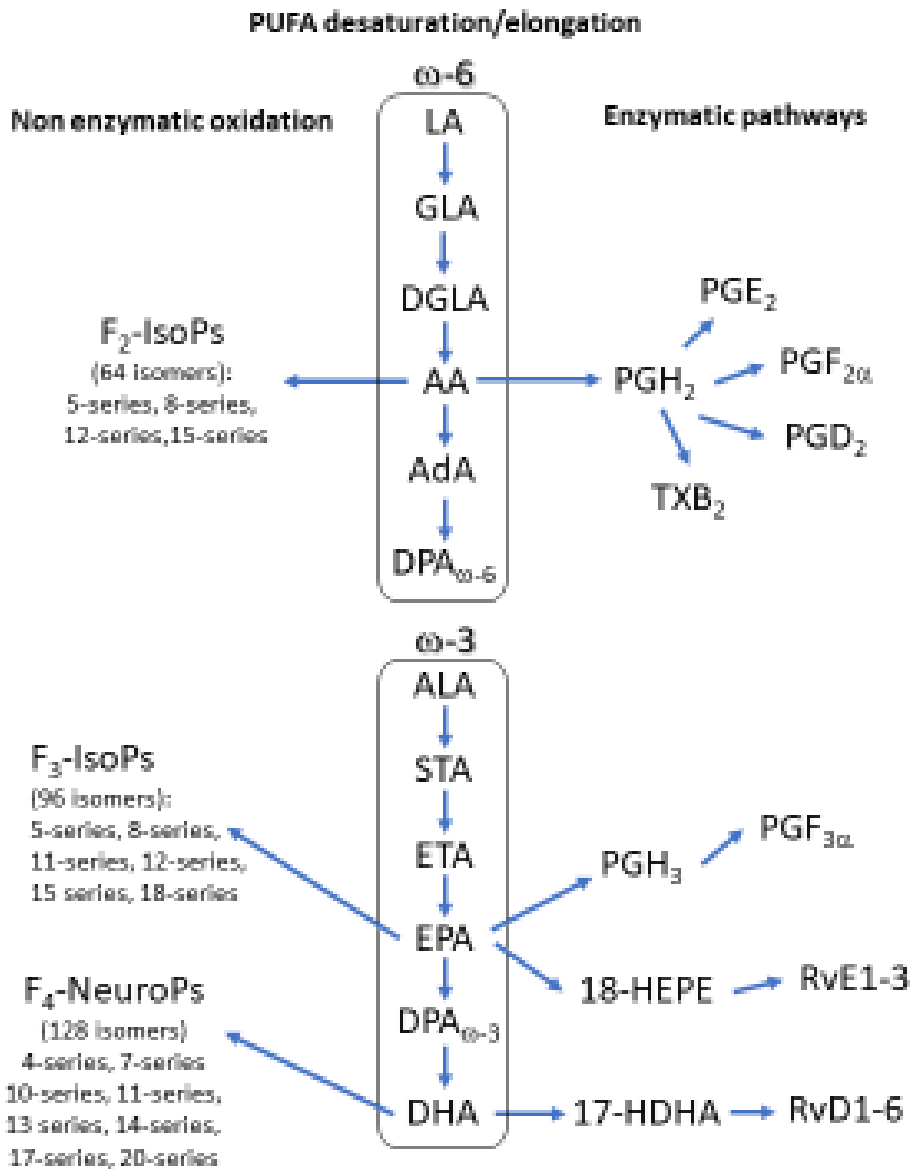 PUFA desaturation/elongation
ω-6
Non enzymatic oxidation
Enzymatic pathways
LA
GLA
DGLA
AA
AdA
DPAω-6
F2-IsoPs
(64 isomers):
5-series, 8-series,
12-series,15-series
PGH2
PGE2
PGF2α
PGD2
TXB2
ω-3
ALA
STA
ETA
EPA
DPAω-3
DHA
F3-IsoPs
(96 isomers):
5-series, 8-series,
11-series, 12-series,
15 series, 18-series
F4-NeuroPs
(128 isomers)
4-series, 7-series
10-series, 11-series,
13 series, 14-series,
17-series, 20-series
PGH3
PGF3α
18-HEPE
RvE1-3
17-HDHA
RvD1-6